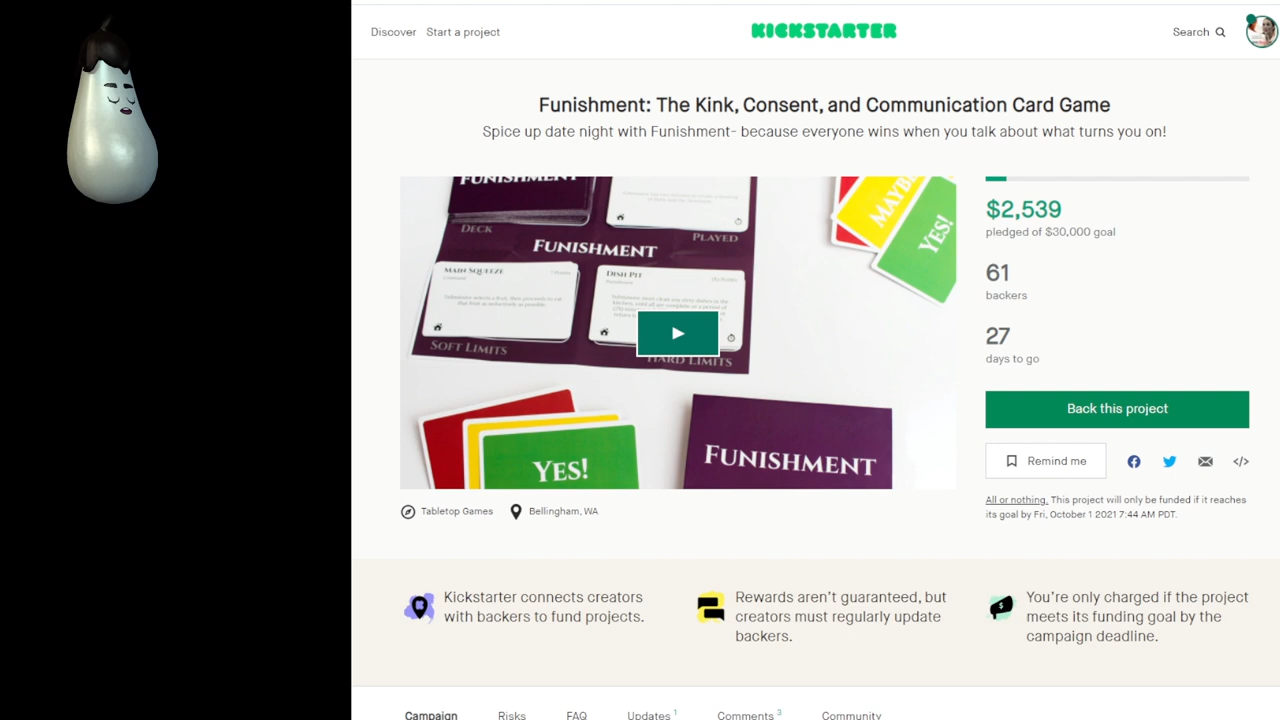 Discover Start a project KICKSTARTER Search
Funishment: The Kink, Consent, and Communication Card Game
Spice up date night with Funishment- because everyone wins when you talk about what turns you on!
FUNISHMENT
DECK
PLAYED
FUNISHMENT
MAIN SQUEEZE
DISH PIT
SOFT LIMITS
HARD LIMITS
MAYBE
YES!
YES!
FUNISHMENT
$2,539
pledged of $30,000 goal
61
backers
27
days to go
Back this project
Remind me
All or nothing. This project will only be funded if it reaches
its goal by Fri, October 1 2021 7:44 AM PDT.
Tabletop Games Bellingham, WA
Kickstarter connects creators
with backers to fund projects.
Rewards aren't guaranteed, but
creators must regularly update
backers.
You're only charged if the project
meets its funding goal by the
campaign deadline.
Campaign Risks FAQ Updates 1 Comments 3 Community